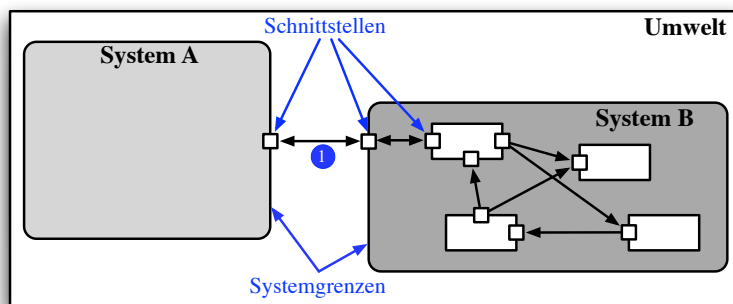 Schnittstellen
Umwelt
System A
System B
1
Systemgrenzen